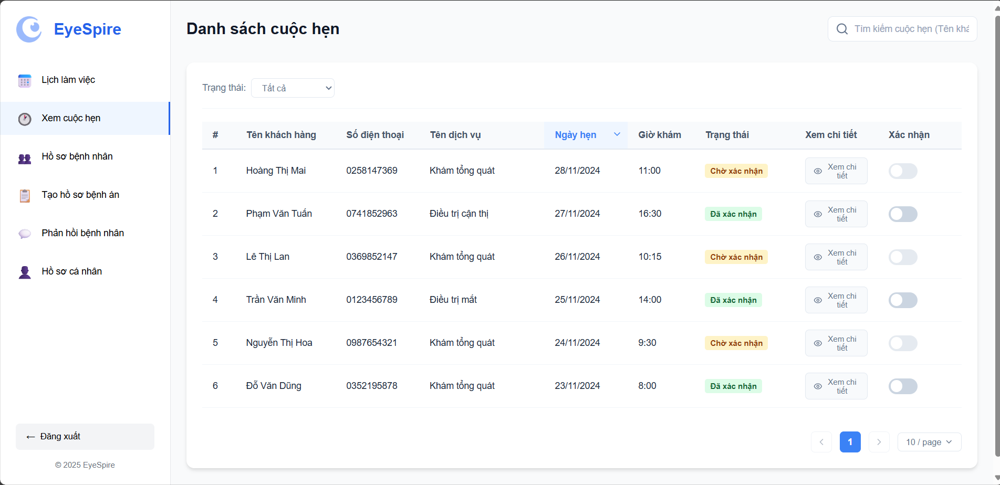 EyeSpire
Lịch làm việc
Xem cuộc hẹn
Hồ sơ bệnh nhân
Tạo hồ sơ bệnh án
Phản hồi bệnh nhân
Hồ sơ cá nhân
← Đăng xuất
© 2025 EyeSpire
Danh sách cuộc hẹn
Tìm kiếm cuộc hẹn (Tên khá
Trạng thái: Tất cả
# Tên khách hàng Số điện thoại Tên dịch vụ Ngày hẹn Giờ khám Trạng thái Xem chi tiết Xác nhận
1 Hoàng Thị Mai 0258147369 Khám tổng quát 28/11/2024 11:00 Chờ xác nhận Xem chi tiết
2 Phạm Văn Tuấn 0741852963 Điều trị cận thị 27/11/2024 16:30 Đã xác nhận Xem chi tiết
3 Lê Thị Lan 0369852147 Khám tổng quát 26/11/2024 10:15 Chờ xác nhận Xem chi tiết
4 Trần Văn Minh 0123456789 Điều trị mắt 25/11/2024 14:00 Đã xác nhận Xem chi tiết
5 Nguyễn Thị Hoa 0987654321 Khám tổng quát 24/11/2024 9:30 Chờ xác nhận Xem chi tiết
6 Đỗ Văn Dũng 0352195878 Khám tổng quát 23/11/2024 8:00 Đã xác nhận Xem chi tiết
1 10 / page